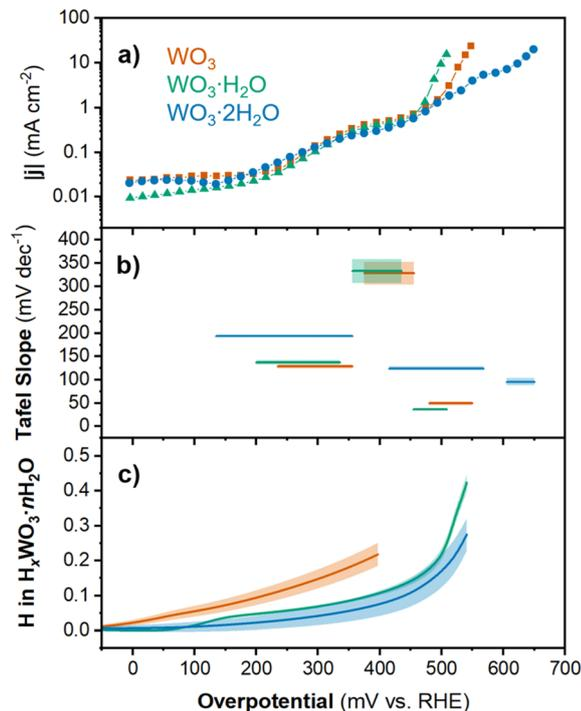 a)
WO₃
WO₃·H₂O
WO₃·2H₂O
|j| (mA cm⁻²)
100
10
1
0.1
0.01
b)
Tafel Slope (mV dec⁻¹)
400
350
300
250
200
150
100
50
0
c)
H in HₓWO₃·nH₂O
0.5
0.4
0.3
0.2
0.1
0.0
0 100 200 300 400 500 600 700
Overpotential (mV vs. RHE)